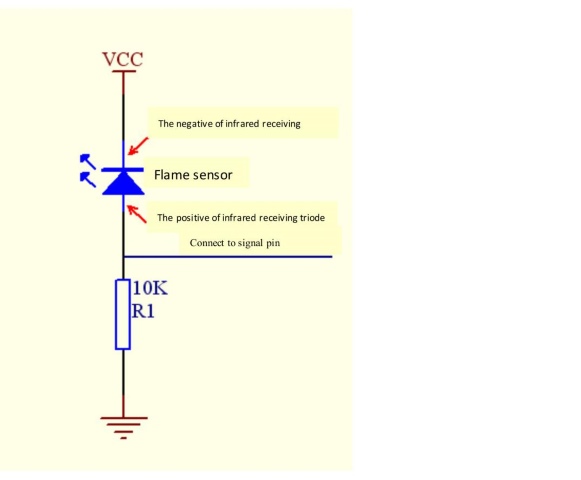 VCC
The negative of infrared receiving
Flame sensor
The positive of infrared receiving triode
Connect to signal pin
10K
R1